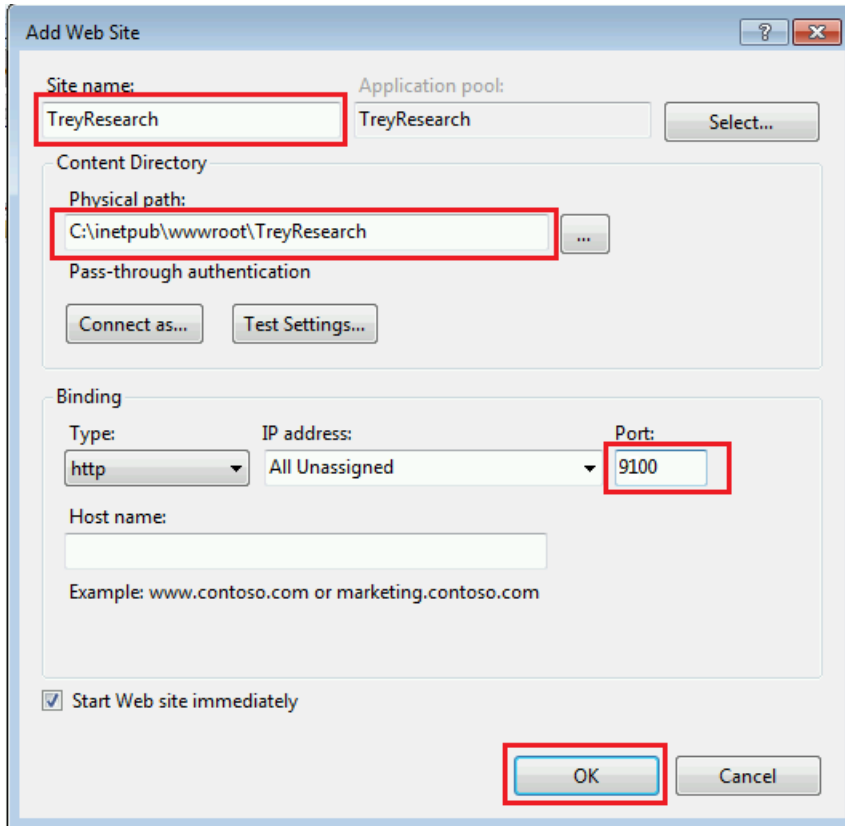 Add Web Site
Site name: Application pool:
TreyResearch TreyResearch Select...
Content Directory
Physical path:
C:\inetpub\wwwroot\TreyResearch ...
Pass-through authentication
Connect as... Test Settings...
Binding
Type: IP address: Port:
http All Unassigned 9100
Host name:
Example: www.contoso.com or marketing.contoso.com
Start Web site immediately
OK Cancel